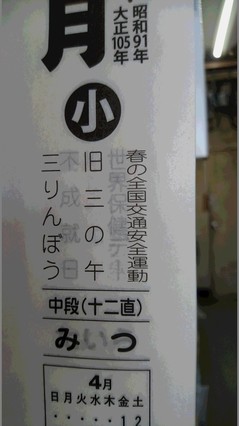 月
昭和91年
大正105年
小
春の全国交通安全運動
旧三の午
三りんぼう
世界保健デー
不成就日
中段(十二直)
みつ
4月
日月火水木金土
・・・・・12